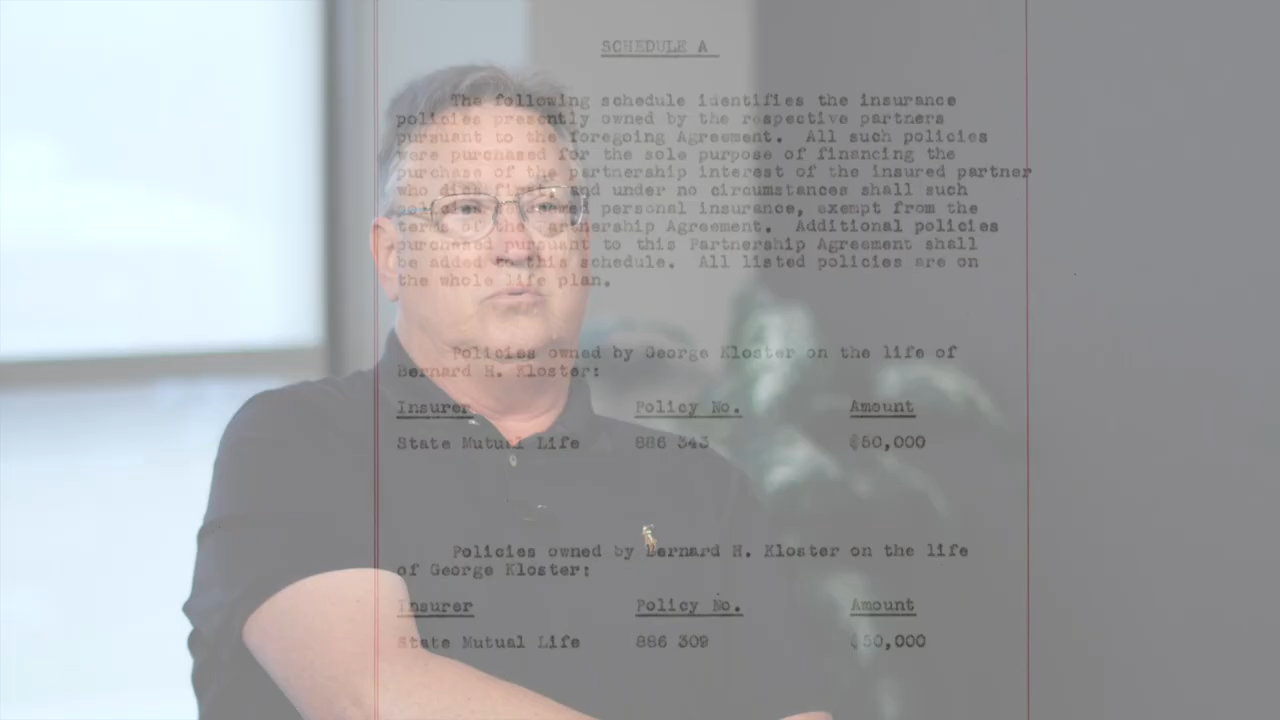 SCHEDULE A
The following schedule identifies the insurance
policies presently owned by the respective partners
pursuant to the foregoing Agreement. All such policies
were purchased for the sole purpose of financing the
purchase of the partnership interest of the insured partner
who dies first and under no circumstances shall such
personal insurance, exempt from the
terms of the Partnership Agreement. Additional policies
purchased pursuant to this Partnership Agreement shall
be added to this schedule. All listed policies are on
the whole life plan.
Policies owned by George Kloster on the life of
Bernard H. Kloster:
Insurer Policy No. Amount
State Mutual Life 886 343 $50,000
Policies owned by Bernard H. Kloster on the life
of George Kloster:
Insurer Policy No. Amount
State Mutual Life 886 309 $50,000